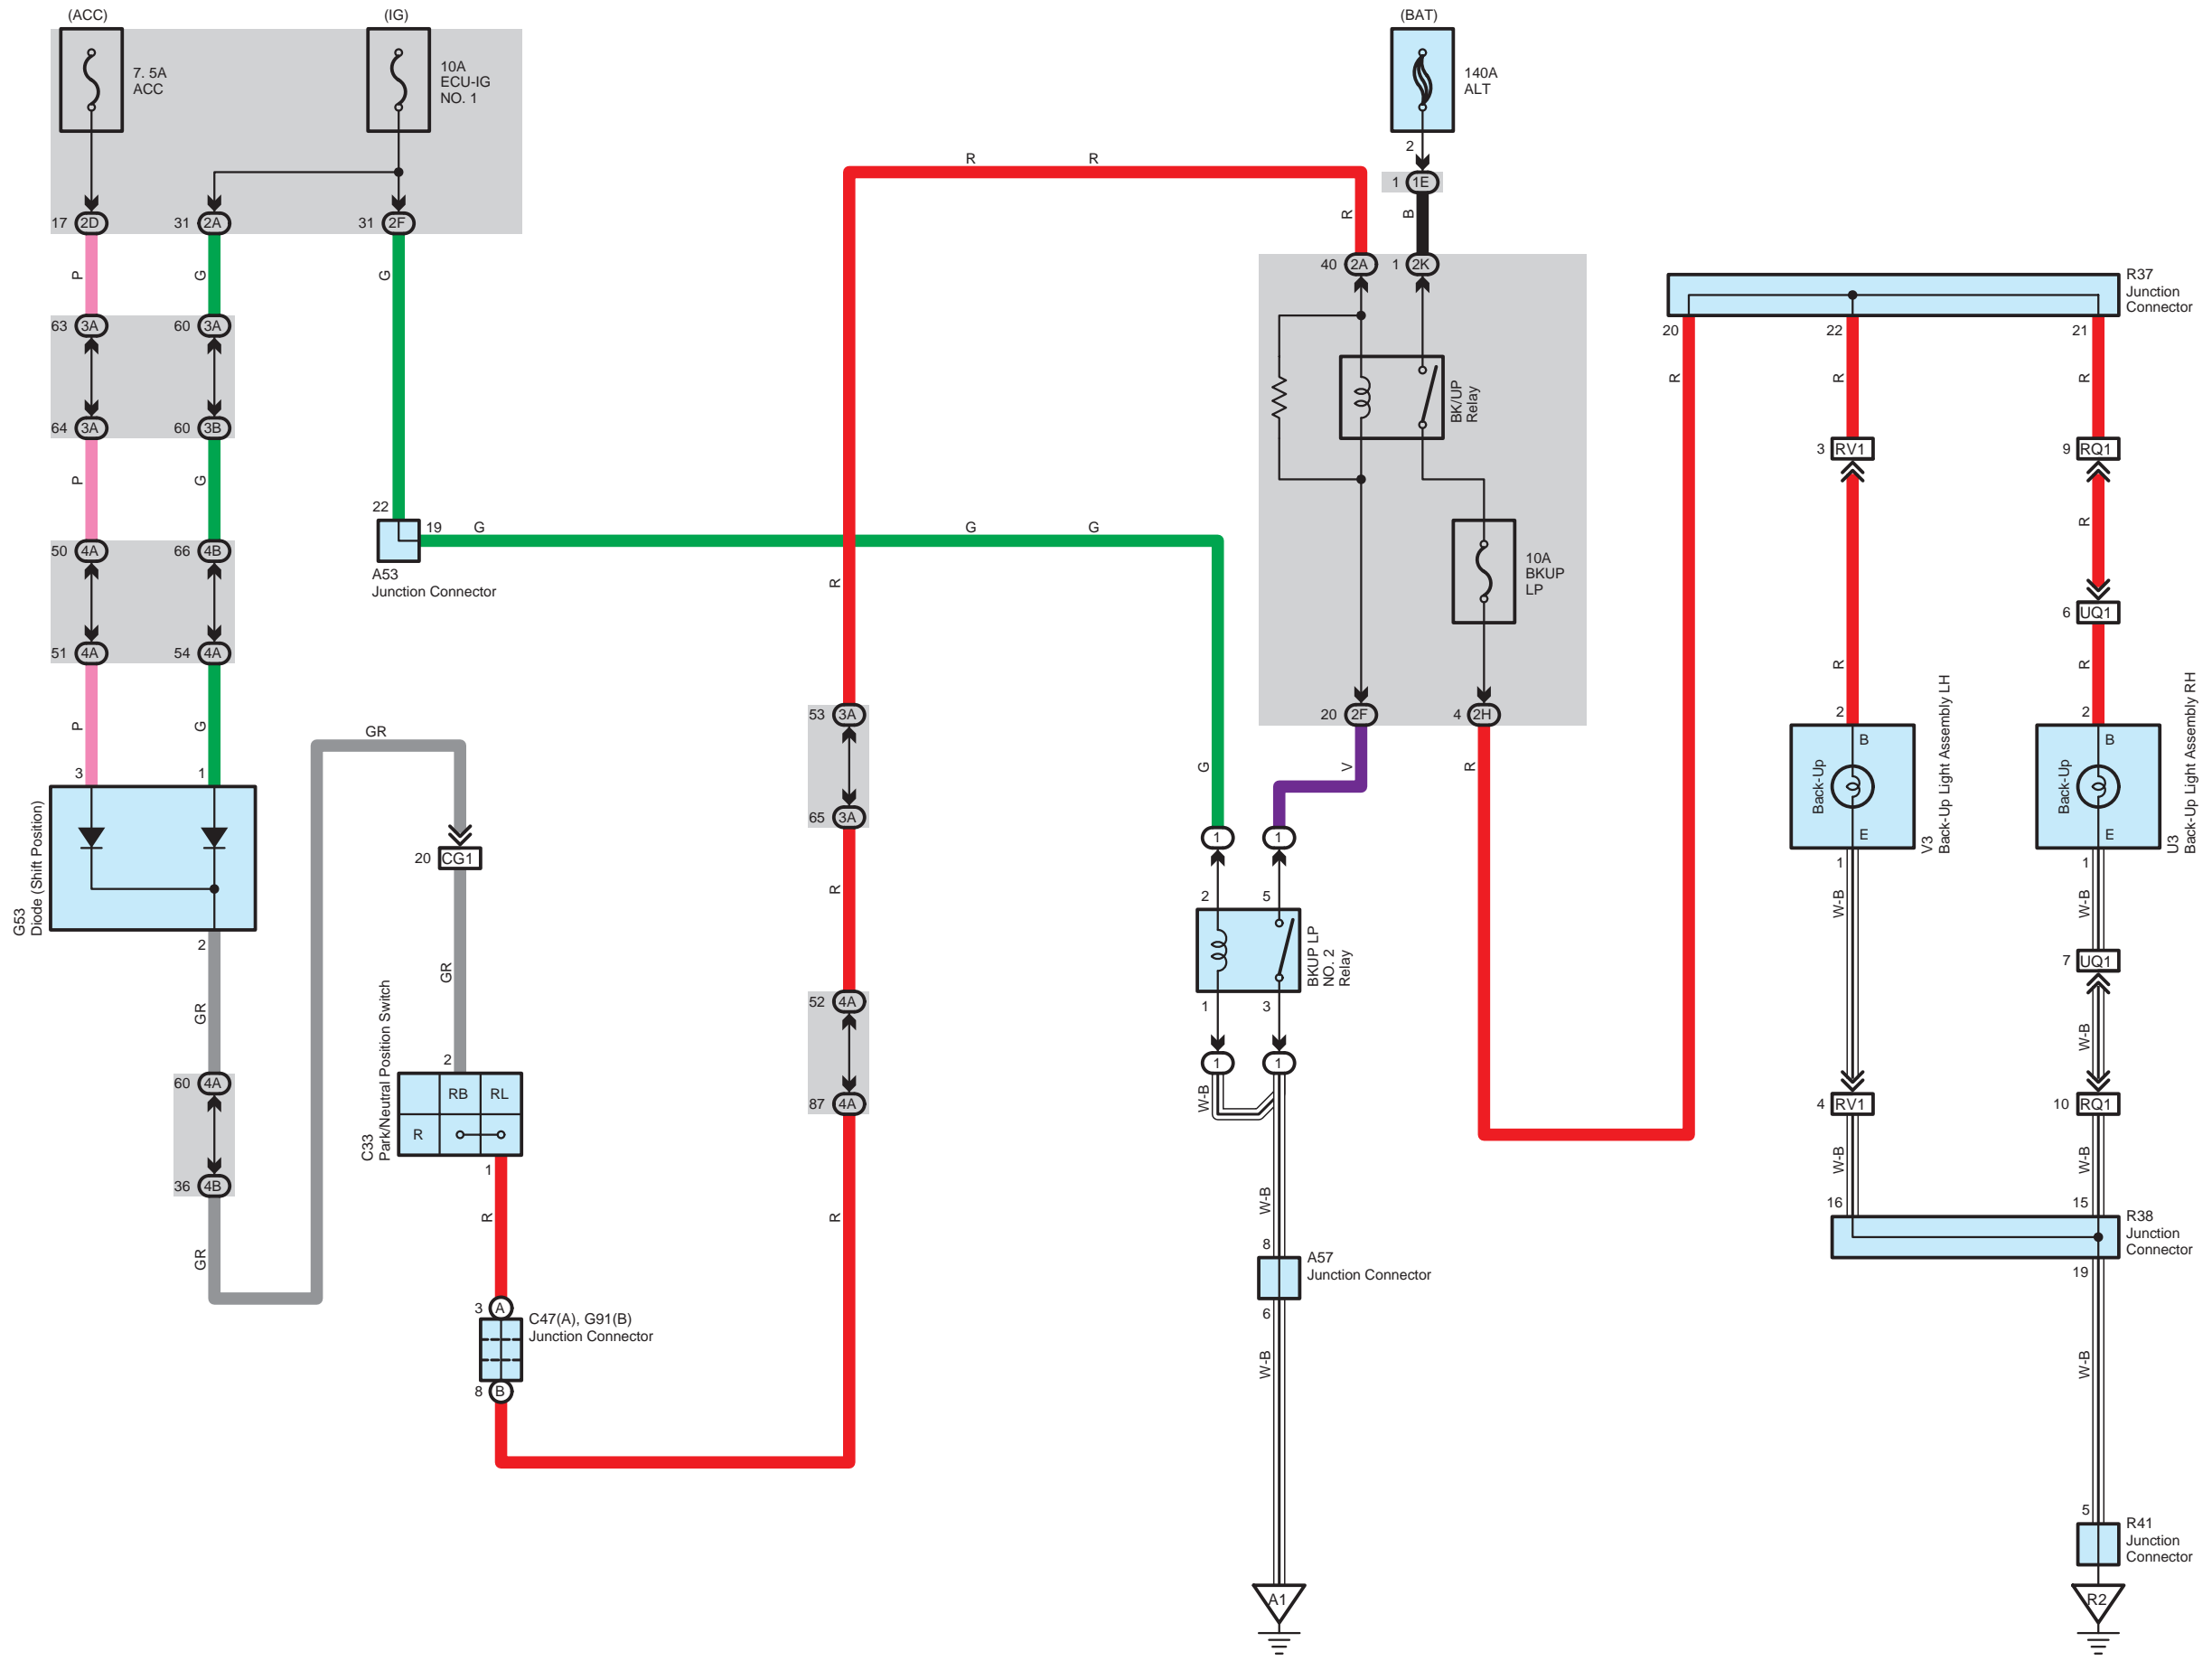 (ACC)
(IG)
(BAT)
7. 5A
ACC
10A
ECU-IG
NO. 1
140A
ALT
2
1 1E
R R
R
B
17 2D
31 2A
31 2F
40 2A
1 2K
P
G
G
R37
Junction
Connector
20
22
21
63 3A
60 3A
BK/UP
Relay
R
R
R
64 3A
60 3B
3 RV1
9 RQ1
P
G
22
19 G
G G
A53
Junction Connector
R
R
10A
BKUP
LP
50 4A
66 4B
6 UQ1
51 4A
54 4A
R
R
53 3A
20 2F
4 2H
P
G
GR
2
2
3
1
G
V
R
B
Back-Up
E
V3
Back-Up Light Assembly LH
B
Back-Up
E
U3
Back-Up Light Assembly RH
65 3A
1
1
G53
Diode (Shift Position)
20 CG1
1
1
R
2
5
W-B
W-B
2
BKUP LP
NO. 2
Relay
7 UQ1
GR
GR
52 4A
1
3
W-B
C33
Park/Neutral Position Switch
2
1
1
60 4A
RB RL
R
W-B
87 4A
4 RV1
10 RQ1
1
36 4B
W-B
W-B
R
R
W-B
16
15
R38
Junction
Connector
GR
8
A57
Junction Connector
6
19
3 A
C47(A), G91(B)
Junction Connector
8 B
W-B
W-B
5
R41
Junction
Connector
A1
R2